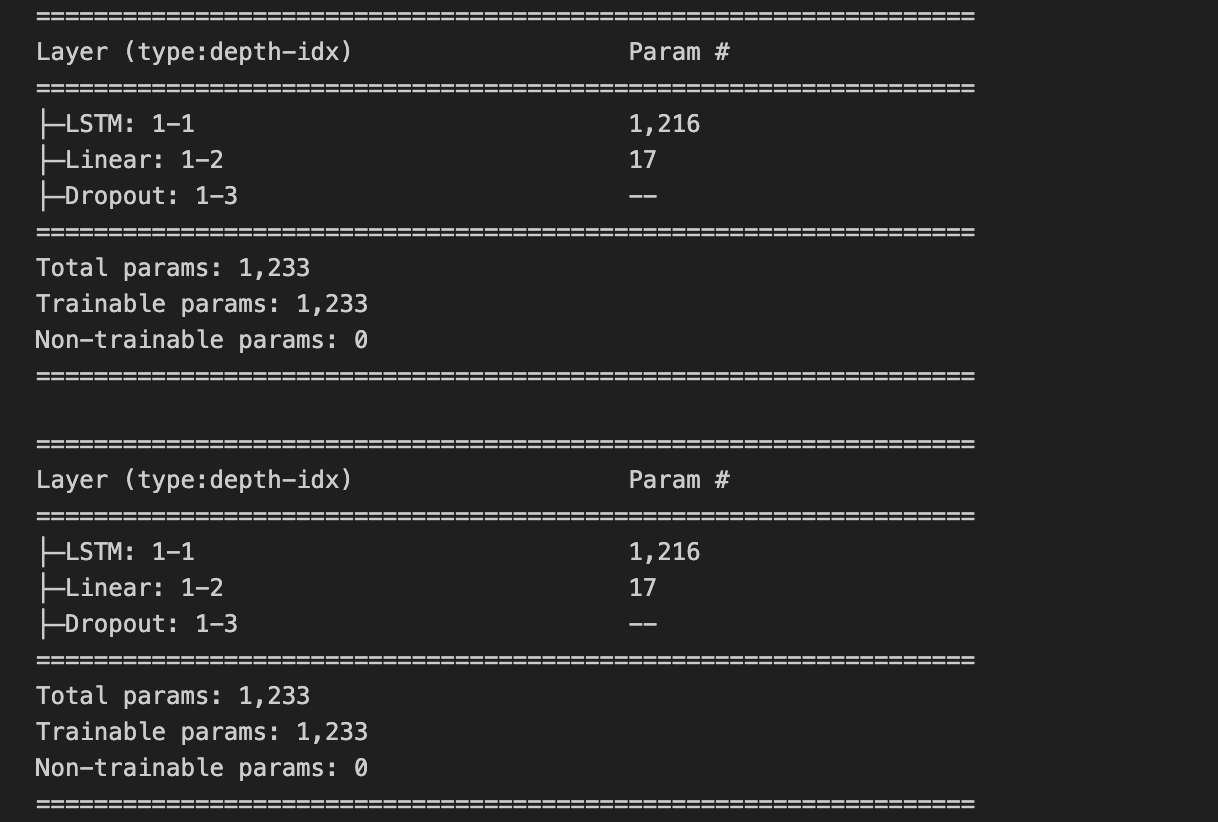 =================================================================
Layer (type:depth-idx)                   Param #
=================================================================
├─LSTM: 1-1                              1,216
├─Linear: 1-2                            17
├─Dropout: 1-3                           --
=================================================================
Total params: 1,233
Trainable params: 1,233
Non-trainable params: 0
=================================================================

=================================================================
Layer (type:depth-idx)                   Param #
=================================================================
├─LSTM: 1-1                              1,216
├─Linear: 1-2                            17
├─Dropout: 1-3                           --
=================================================================
Total params: 1,233
Trainable params: 1,233
Non-trainable params: 0
=================================================================